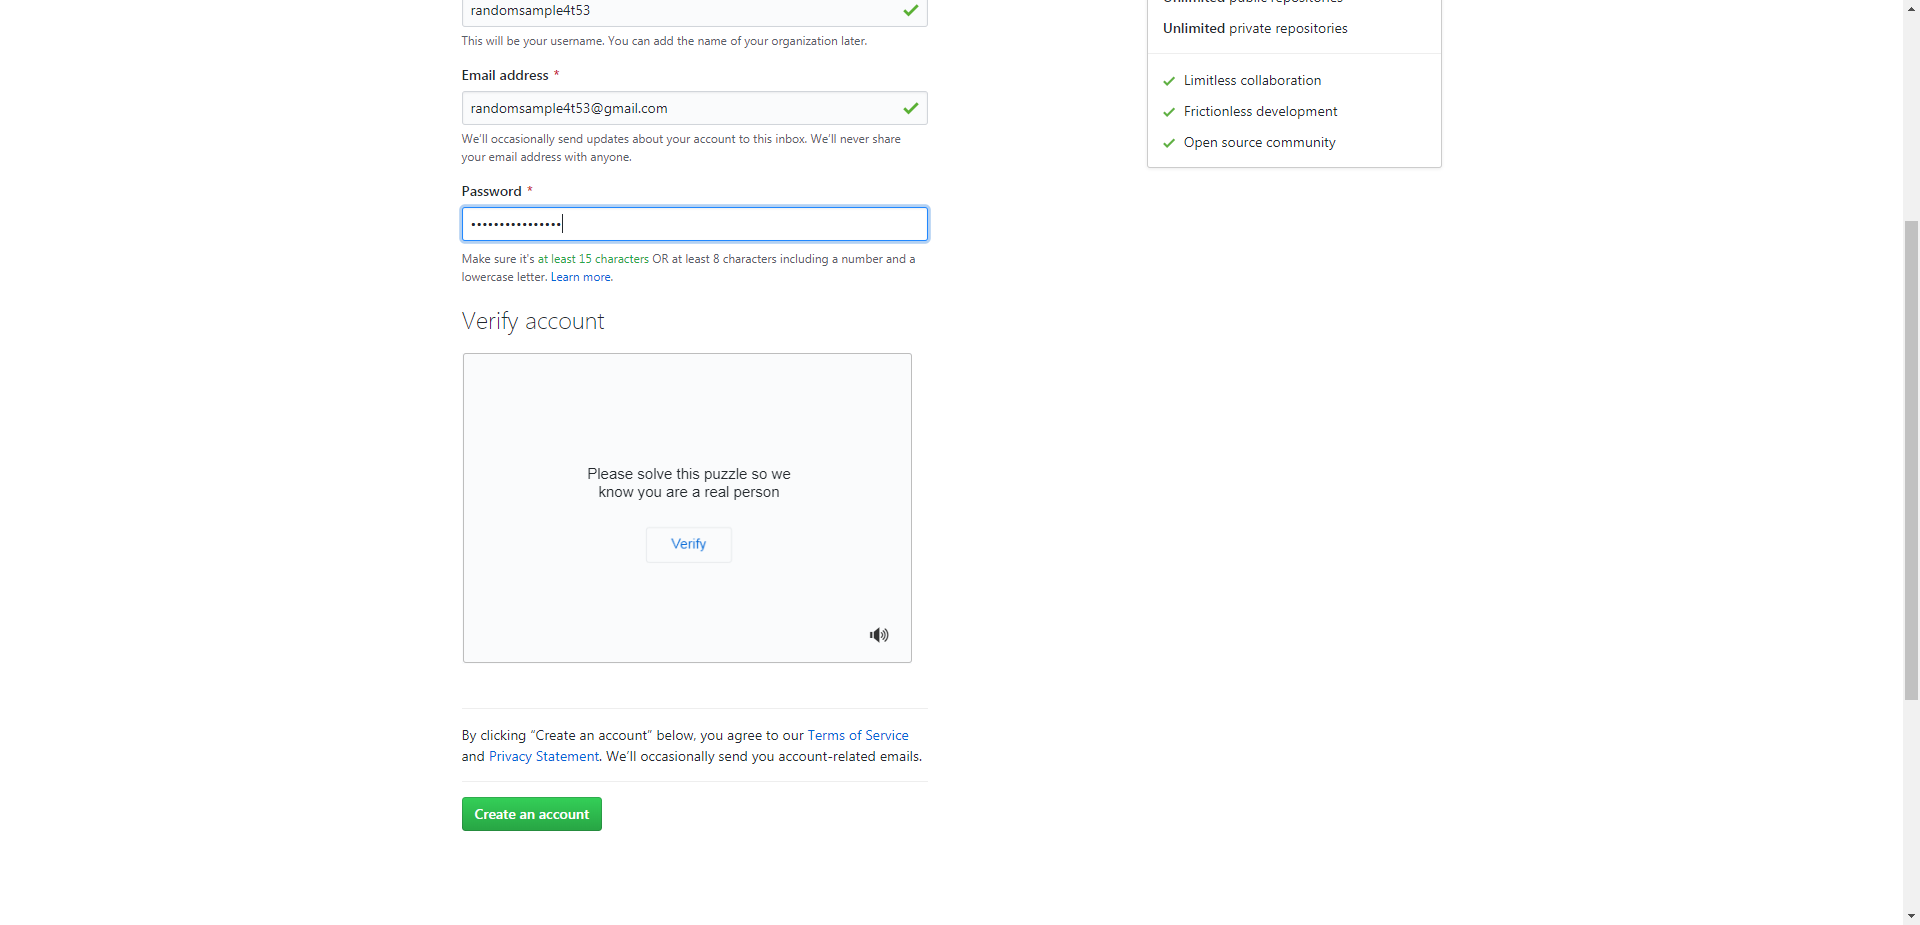 randomsample4t53
This will be your username. You can add the name of your organization later.
Email address *
randomsample4t53@gmail.com
We'll occasionally send updates about your account to this inbox. We'll never share
your email address with anyone.
Password *
••••••••••••••••
Make sure it's at least 15 characters OR at least 8 characters including a number and a
lowercase letter. Learn more.
Verify account
Please solve this puzzle so we
know you are a real person
Verify
By clicking “Create an account” below, you agree to our Terms of Service
and Privacy Statement. We'll occasionally send you account-related emails.
Create an account
Unlimited public repositories
Unlimited private repositories
Limitless collaboration
Frictionless development
Open source community